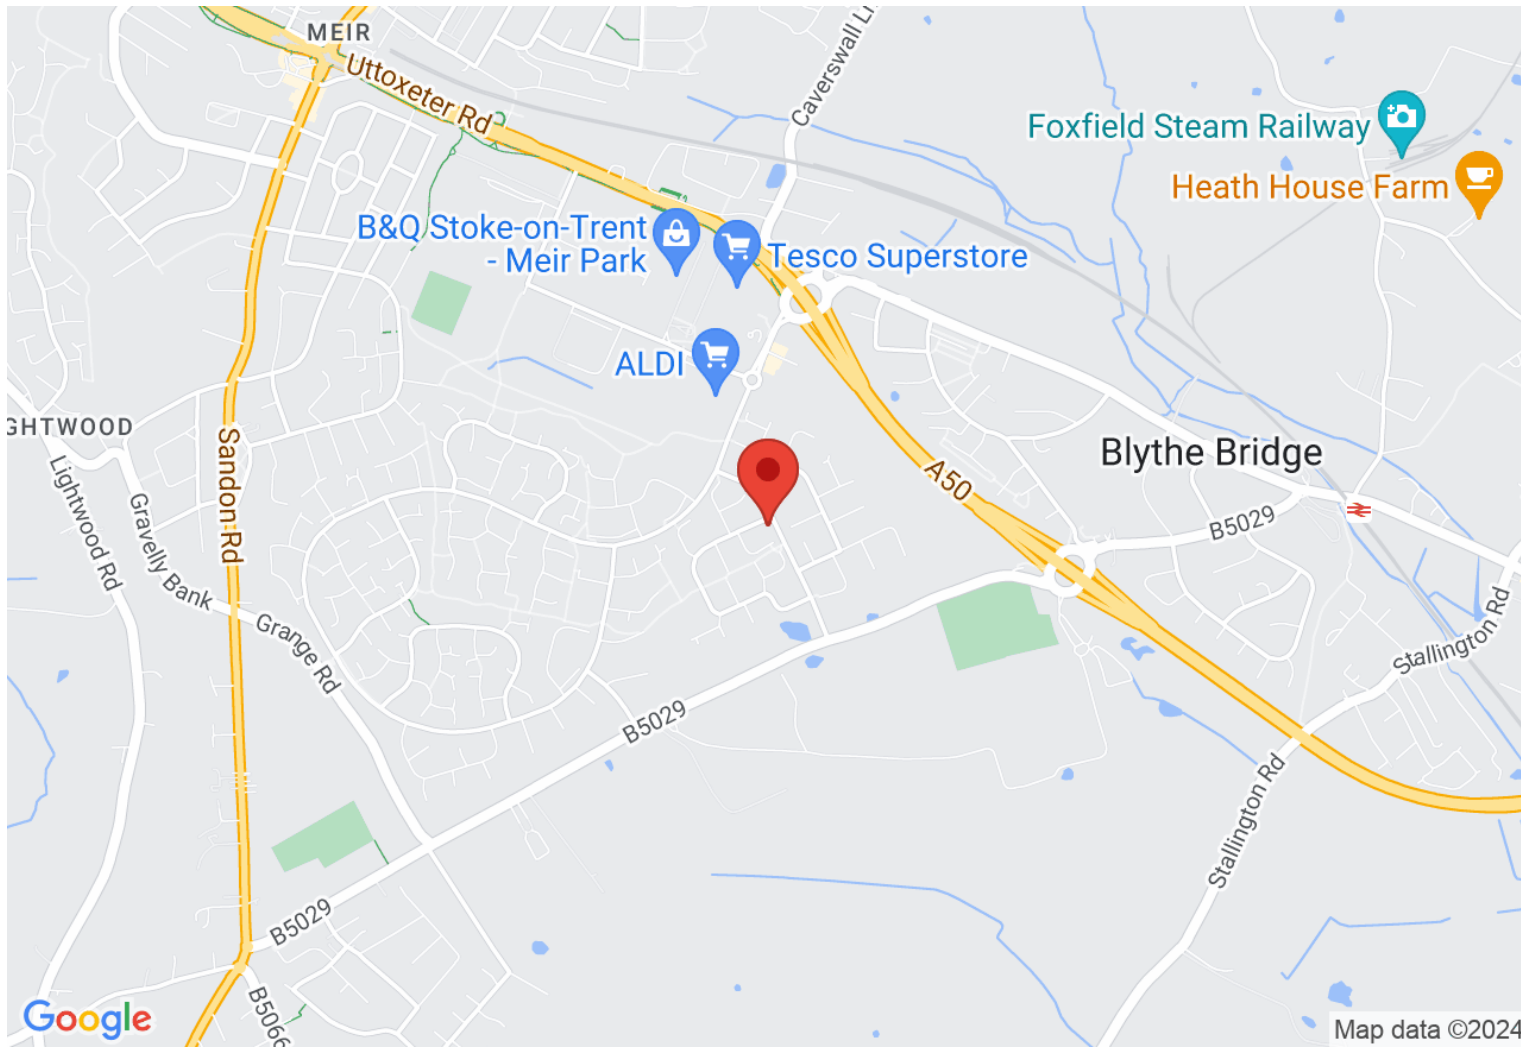 MEIR
Uttoxeter Rd
Caverswall Ln
Foxfield Steam Railway
Heath House Farm
B&Q Stoke-on-Trent
- Meir Park
Tesco Superstore
ALDI
GHTWOOD
Sandon Rd
Lightwood Rd
Gravelly Bank
Grange Rd
A50
Blythe Bridge
B5029
Stallington Rd
B5029
Stallington Rd
B5029
B5066
Google
Map data ©2024